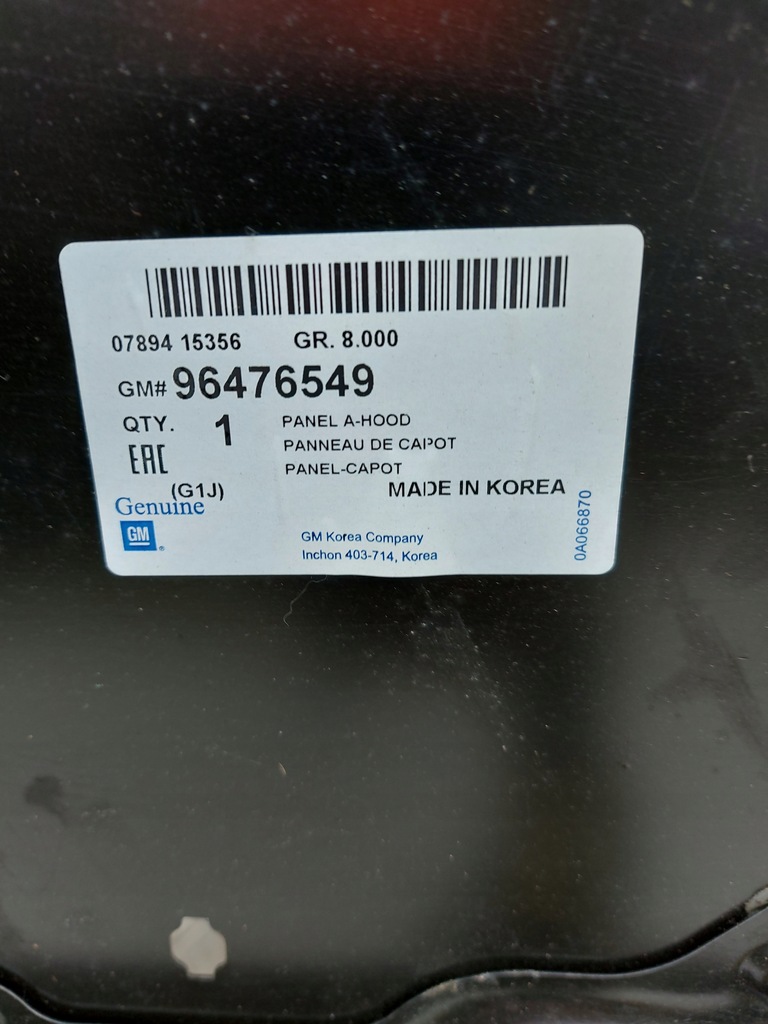 07894 15356 GR. 8.000
GM# 96476549
QTY. 1 PANEL A-HOOD
PANNEAU DE CAPOT
EAC PANEL-CAPOT
(G1J) MADE IN KOREA
Genuine
GM
GM Korea Company
Inchon 403-714, Korea
0A066870